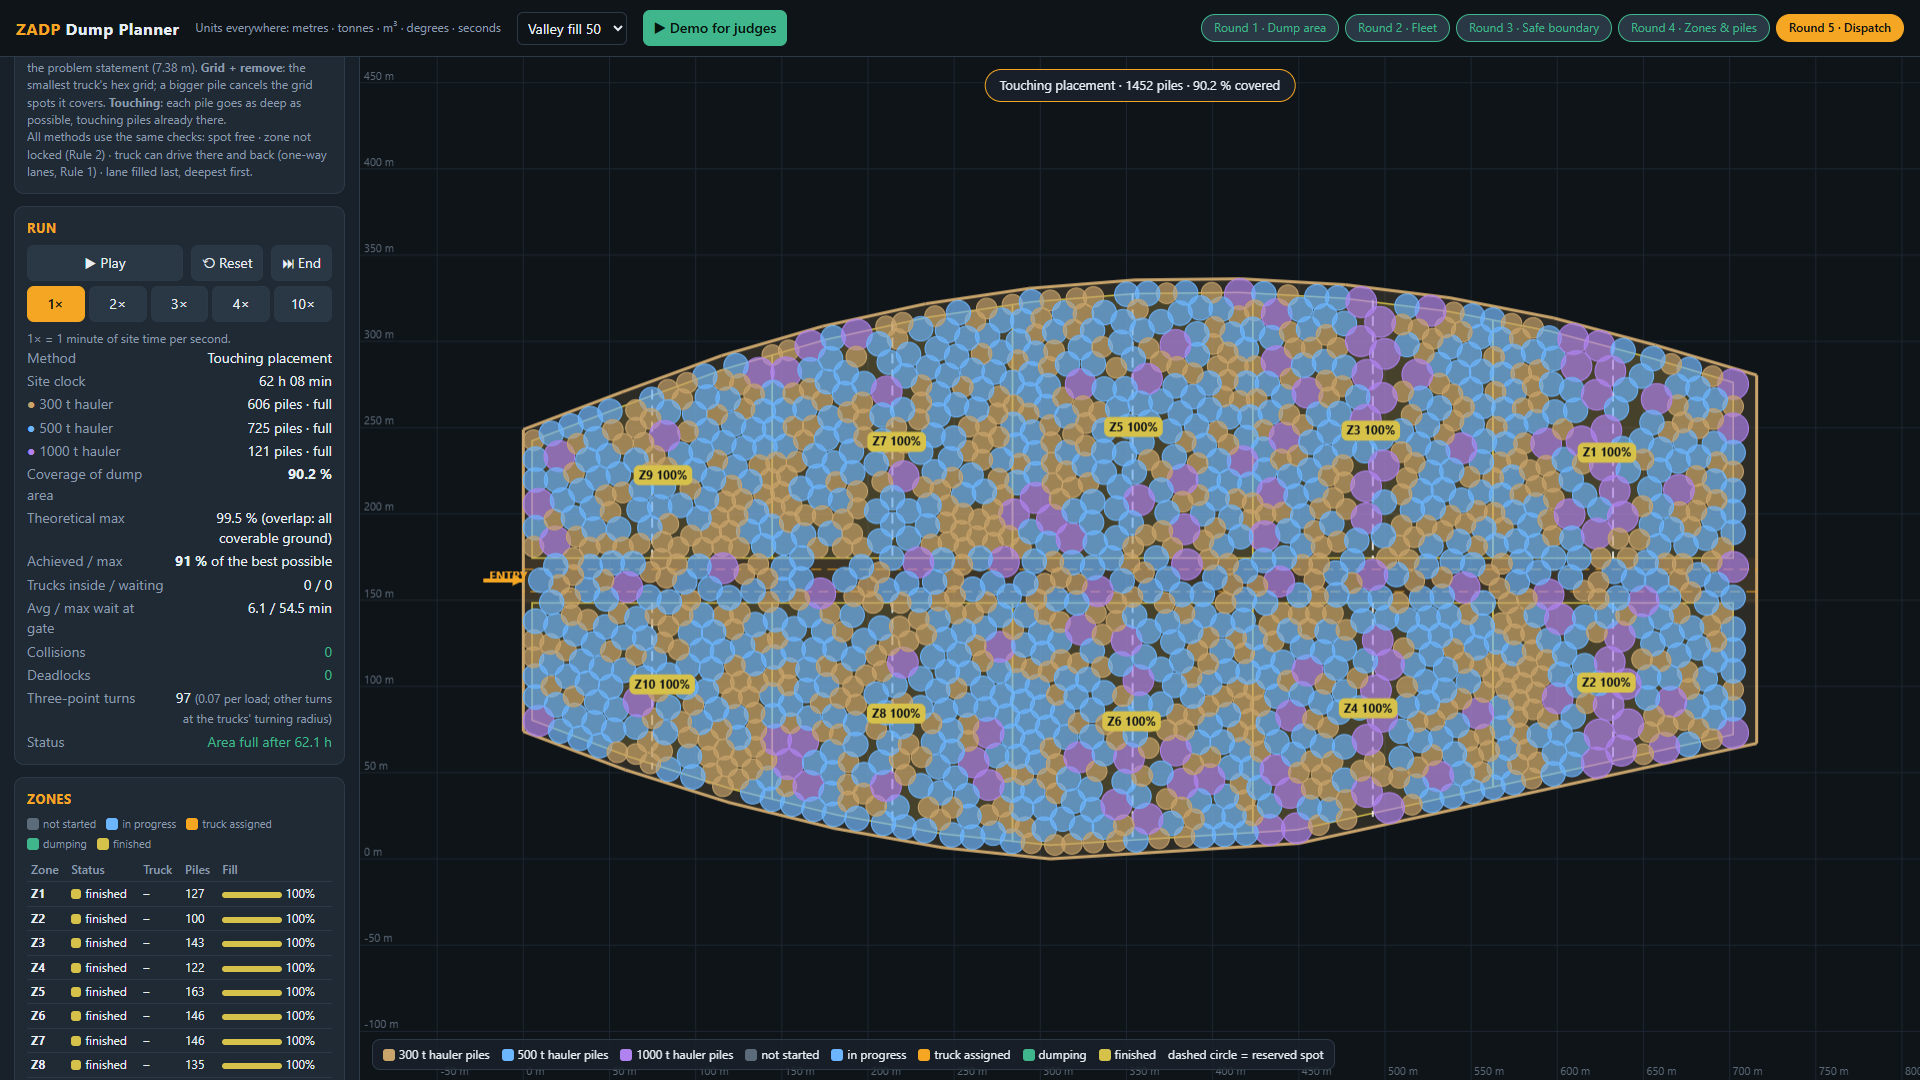 ZADP Dump Planner
Units everywhere: metres · tonnes · m³ · degrees · seconds
Valley fill 50
▶ Demo for judges
Round 1 · Dump area
Round 2 · Fleet
Round 3 · Safe boundary
Round 4 · Zones & piles
Round 5 · Dispatch
the problem statement (7.38 m). Grid + remove: the
smallest truck's hex grid; a bigger pile cancels the grid
spots it covers. Touching: each pile goes as deep as
possible, touching piles already there.
All methods use the same checks: spot free · zone not
locked (Rule 2) · truck can drive there and back (one-way
lanes, Rule 1) · lane filled last, deepest first.
RUN
▶ Play
⟲ Reset
⏭ End
1×
2×
3×
4×
10×
1× = 1 minute of site time per second.
Method Touching placement
Site clock 62 h 08 min
300 t hauler 606 piles · full
500 t hauler 725 piles · full
1000 t hauler 121 piles · full
Coverage of dump area 90.2 %
Theoretical max 99.5 % (overlap: all coverable ground)
Achieved / max 91 % of the best possible
Trucks inside / waiting 0 / 0
Avg / max wait at gate 6.1 / 54.5 min
Collisions 0
Deadlocks 0
Three-point turns 97 (0.07 per load; other turns at the trucks' turning radius)
Status Area full after 62.1 h
ZONES
not started in progress truck assigned
dumping finished
Zone Status Truck Piles Fill
Z1 finished – 127 100%
Z2 finished – 100 100%
Z3 finished – 143 100%
Z4 finished – 122 100%
Z5 finished – 163 100%
Z6 finished – 146 100%
Z7 finished – 146 100%
Z8 finished – 135 100%
Touching placement · 1452 piles · 90.2 % covered
450 m
400 m
350 m
300 m
250 m
200 m
150 m
100 m
50 m
0 m
-50 m
-100 m
ENTRY
Z5 100%
Z3 100%
Z7 100%
Z1 100%
Z9 100%
Z10 100%
Z2 100%
Z4 100%
Z8 100%
Z6 100%
300 t hauler piles 500 t hauler piles 1000 t hauler piles not started in progress truck assigned dumping finished dashed circle = reserved spot
-50 m 0 m 50 m 100 m 150 m 200 m 250 m 300 m 350 m 400 m 450 m 500 m 550 m 600 m 650 m 700 m 750 m